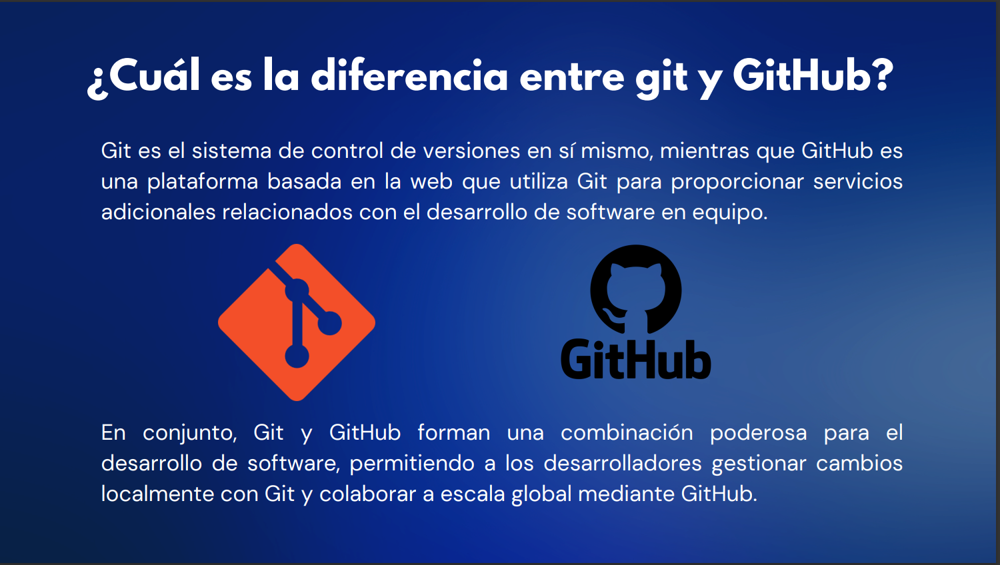 ¿Cuál es la diferencia entre git y GitHub?
Git es el sistema de control de versiones en sí mismo, mientras que GitHub es
una plataforma basada en la web que utiliza Git para proporcionar servicios
adicionales relacionados con el desarrollo de software en equipo.
GitHub
En conjunto, Git y GitHub forman una combinación poderosa para el
desarrollo de software, permitiendo a los desarrolladores gestionar cambios
localmente con Git y colaborar a escala global mediante GitHub.